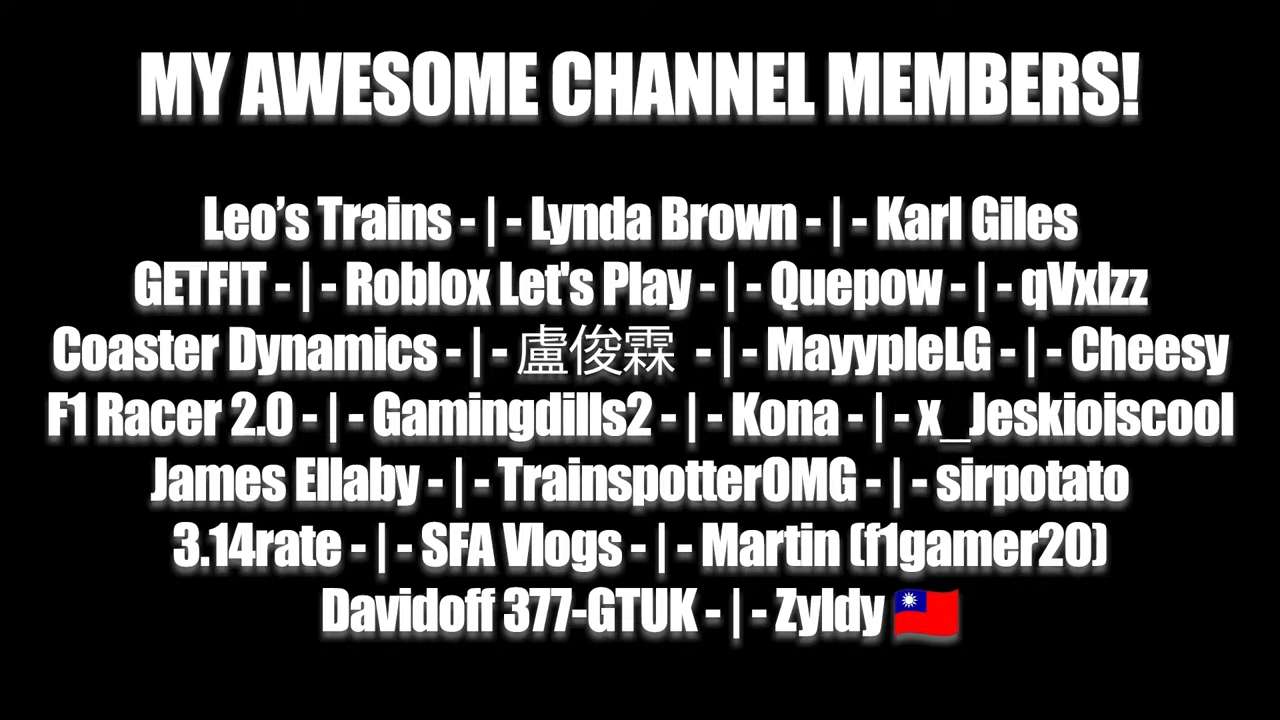 MY AWESOME CHANNEL MEMBERS!
Leo’s Trains - | - Lynda Brown - | - Karl Giles
GETFIT - | - Roblox Let's Play - | - Quepow - | - qVxlzz
Coaster Dynamics - | - 盧俊霖 - | - MayypleLG - | - Cheesy
F1 Racer 2.0 - | - Gamingdills2 - | - Kona - | - x_Jeskioiscool
James Ellaby - | - TrainspotterOMG - | - sirpotato
3.14rate - | - SFA Vlogs - | - Martin (f1gamer20)
Davidoff 377-GTUK - | - Zyldy 🇹🇼